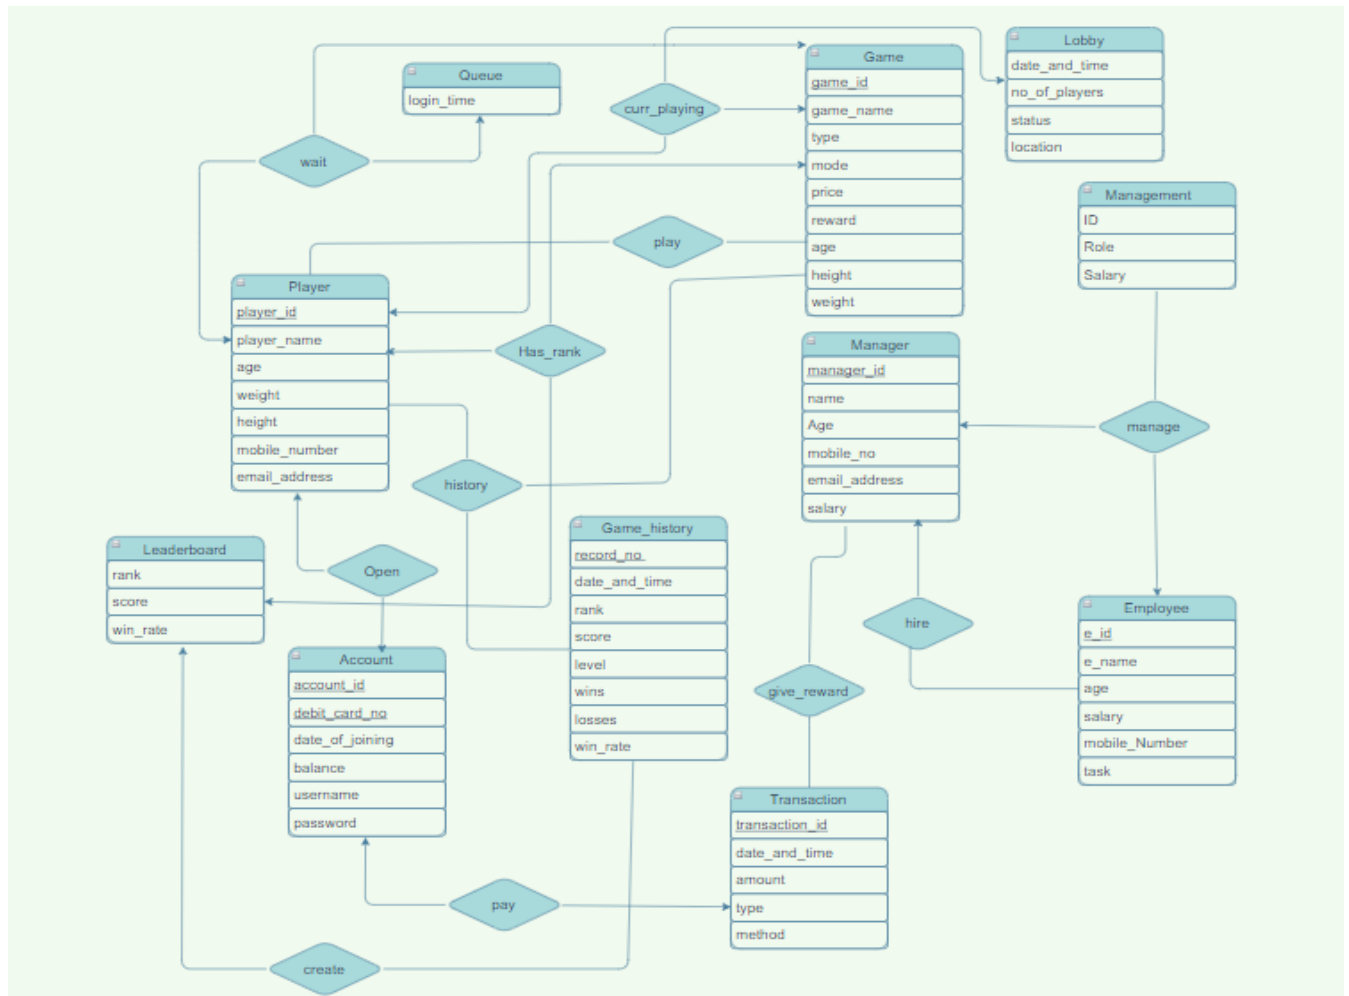 Lobby
date_and_time
no_of_players
status
location
Game
game_id
game_name
type
mode
price
reward
age
height
weight
Queue
login_time
curr_playing
wait
Management
ID
Role
Salary
play
Player
player_id
player_name
age
weight
height
mobile_number
email_address
Has_rank
Manager
manager_id
name
Age
mobile_no
email_address
salary
manage
history
Game_history
record_no
date_and_time
rank
score
level
wins
losses
win_rate
Leaderboard
rank
score
win_rate
Open
hire
Employee
e_id
e_name
age
salary
mobile_Number
task
Account
account_id
debit_card_no
date_of_joining
balance
username
password
give_reward
Transaction
transaction_id
date_and_time
amount
type
method
pay
create